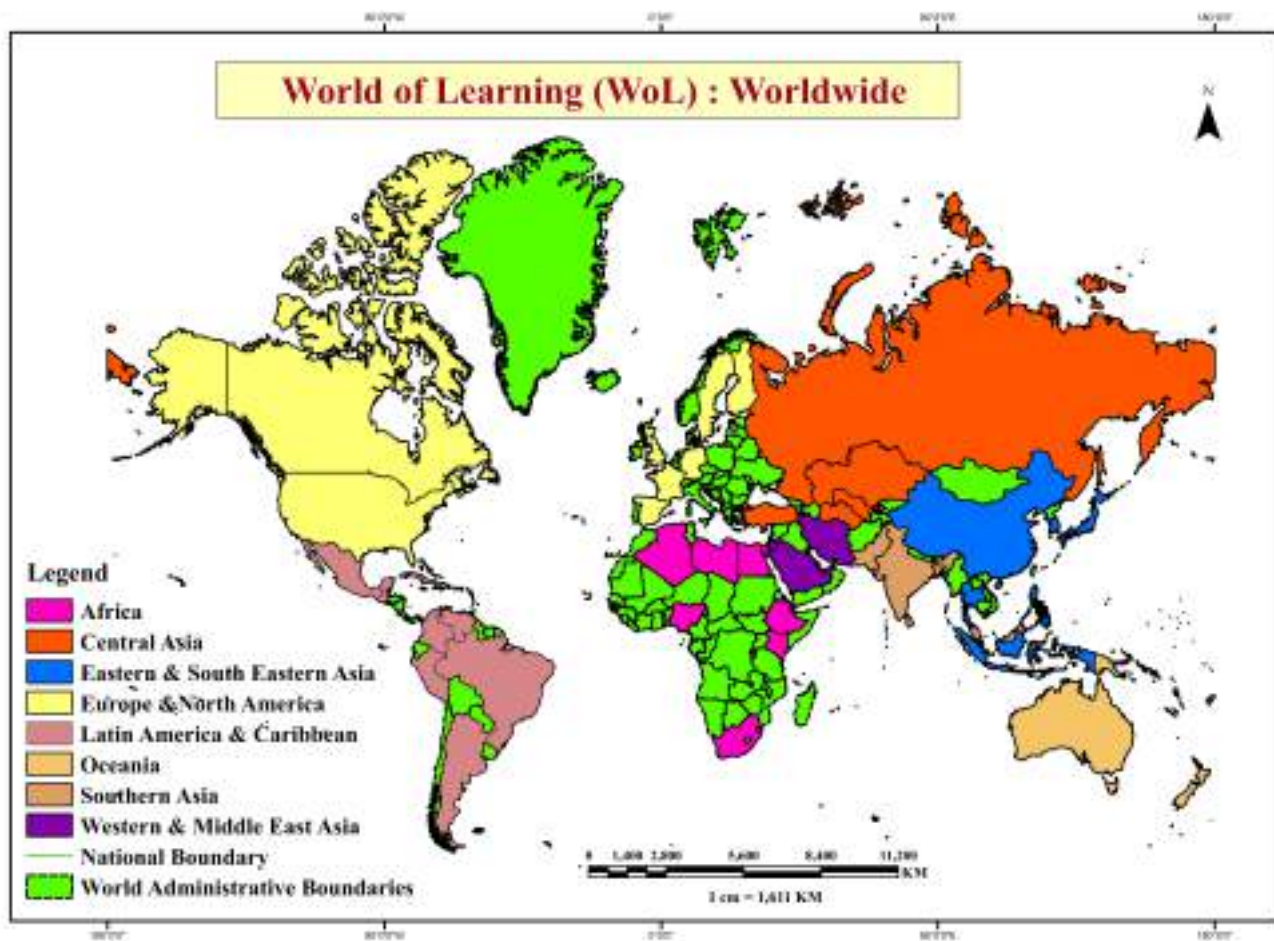 World of Learning (WoL) : Worldwide
N
Legend
Africa
Central Asia
Eastern & South Eastern Asia
Europe &North America
Latin America & Caribbean
Oceania
Southern Asia
Western & Middle East Asia
National Boundary
World Administrative Boundaries
0 1,400 2,800 5,600 8,400 11,200
KM
1 cm = 1,611 KM